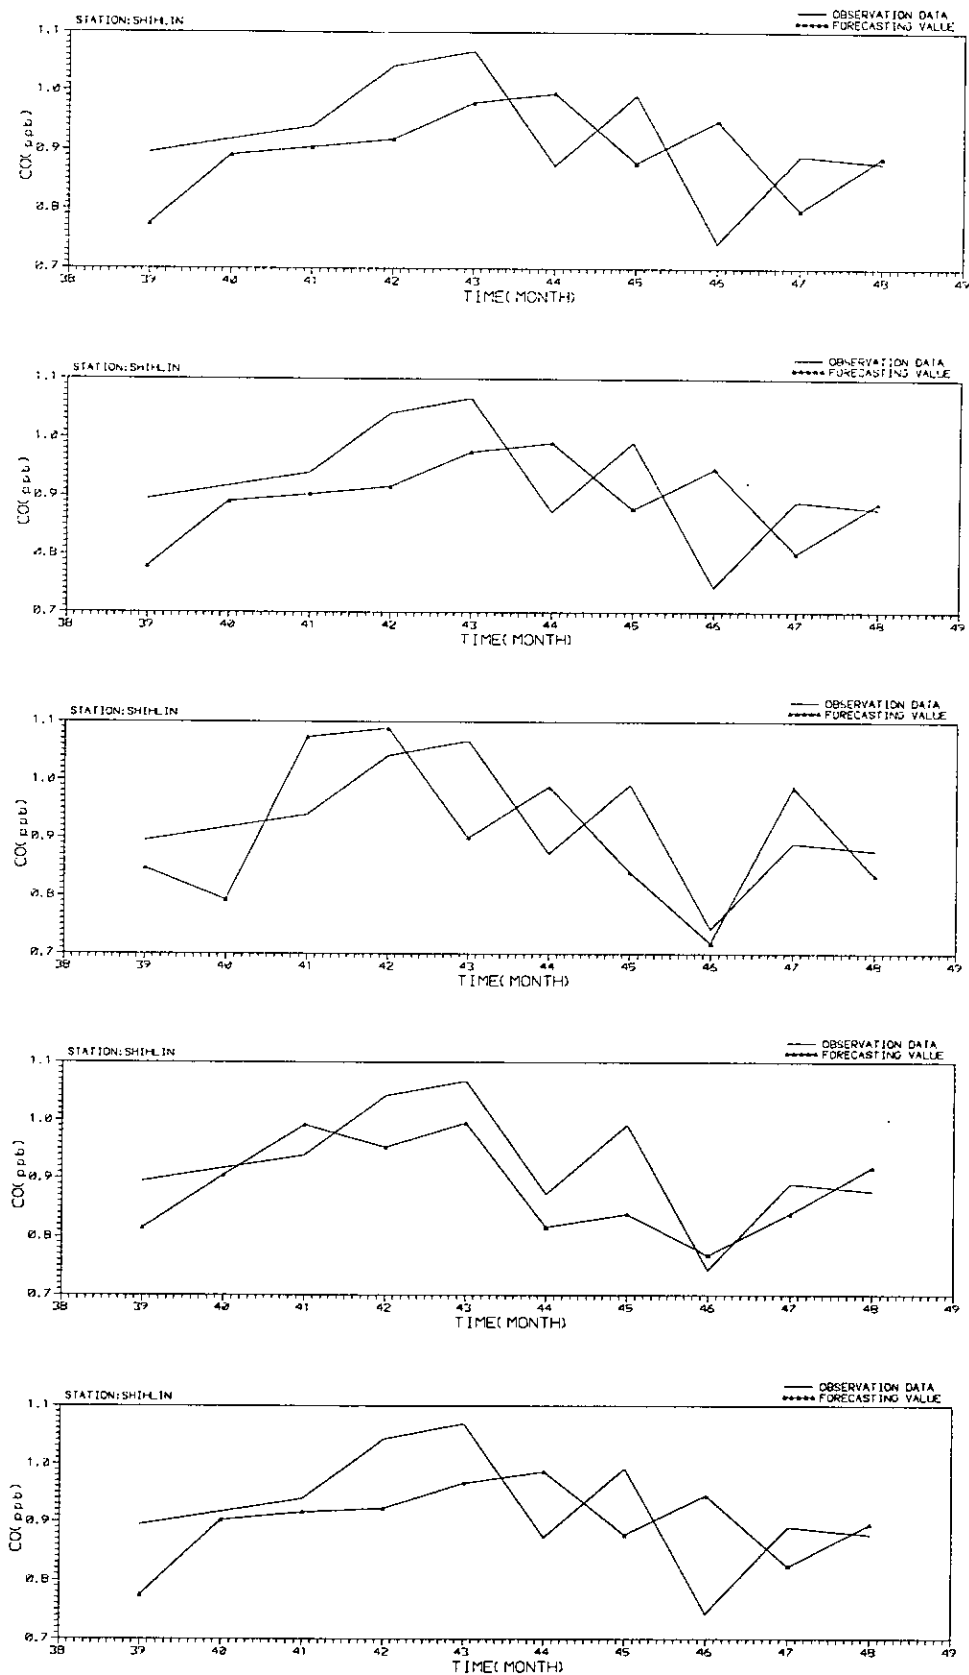 STATION:SHIHLIN
OBSERVATION DATA
FORECASTING VALUE
1.1
1.0
0.9
0.8
0.7
CO(ppb)
38 39 40 41 42 43 44 45 46 47 48 49
TIME(MONTH)
STATION:SHIHLIN
OBSERVATION DATA
FORECASTING VALUE
1.1
1.0
0.9
0.8
0.7
CO(ppb)
38 39 40 41 42 43 44 45 46 47 48 49
TIME(MONTH)
STATION:SHIHLIN
OBSERVATION DATA
FORECASTING VALUE
1.1
1.0
0.9
0.8
0.7
CO(ppb)
38 39 40 41 42 43 44 45 46 47 48 49
TIME(MONTH)
STATION:SHIHLIN
OBSERVATION DATA
FORECASTING VALUE
1.1
1.0
0.9
0.8
0.7
CO(ppb)
38 39 40 41 42 43 44 45 46 47 48 49
TIME(MONTH)
STATION:SHIHLIN
OBSERVATION DATA
FORECASTING VALUE
1.1
1.0
0.9
0.8
0.7
CO(ppb)
38 39 40 41 42 43 44 45 46 47 48 49
TIME(MONTH)